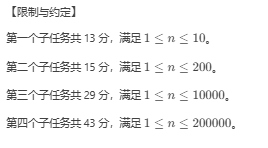 【限制与约定】
第一个子任务共 13 分，满足 1 ≤ n ≤ 10。
第二个子任务共 15 分，满足 1 ≤ n ≤ 200。
第三个子任务共 29 分，满足 1 ≤ n ≤ 10000。
第四个子任务共 43 分，满足 1 ≤ n ≤ 200000。